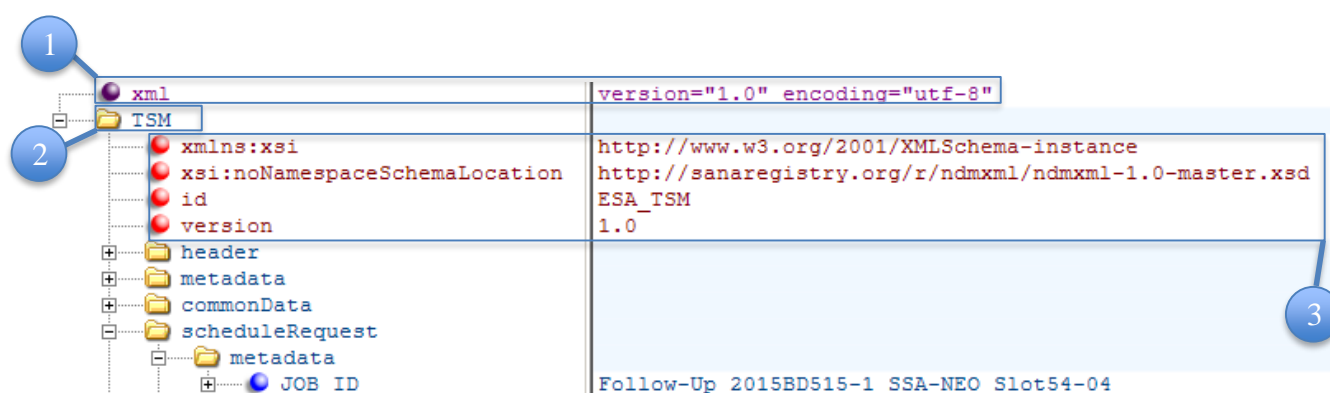 1
xml version="1.0" encoding="utf-8"
TSM
2
xmlns:xsi http://www.w3.org/2001/XMLSchema-instance
xsi:noNamespaceSchemaLocation http://sanaregistry.org/r/ndmxml/ndmxml-1.0-master.xsd
id ESA_TSM
version 1.0
header
metadata
commonData
3
scheduleRequest
metadata
JOB ID Follow-Up 2015BD515-1 SSA-NEO Slot54-04